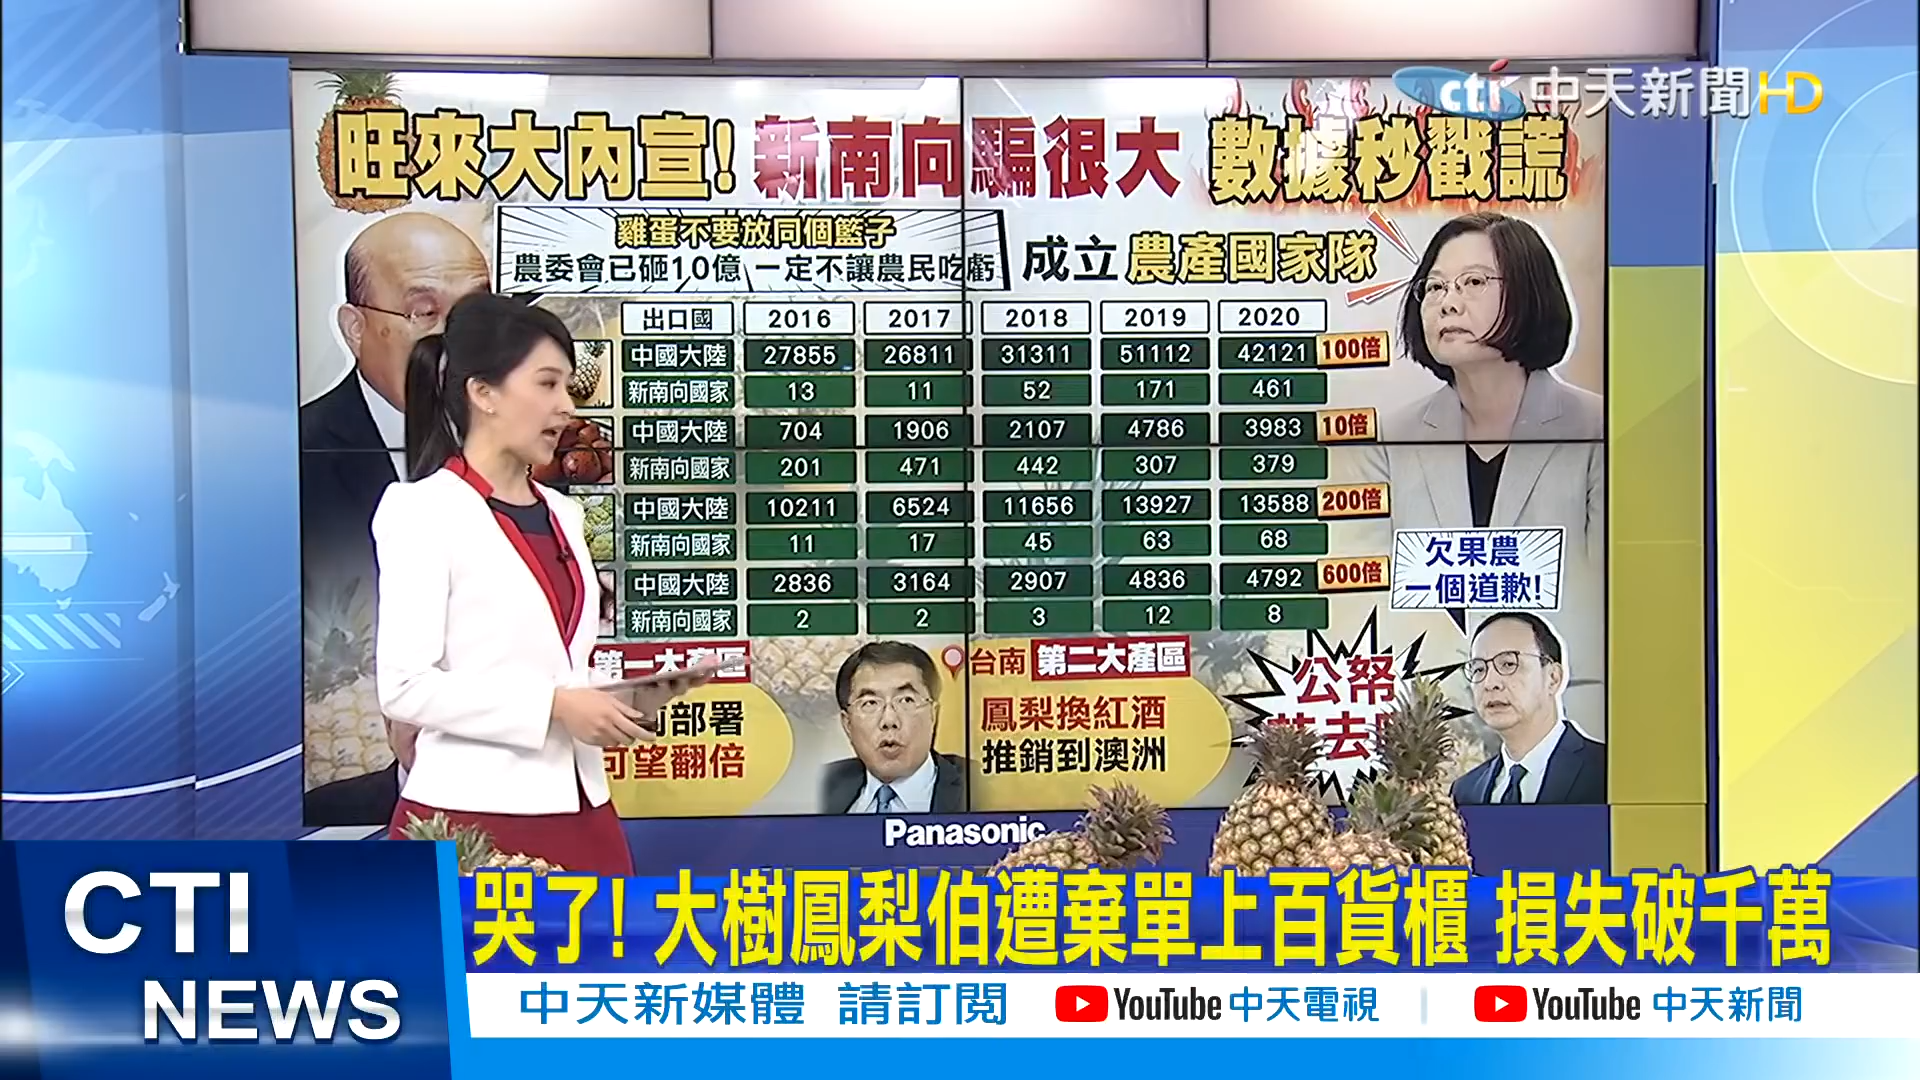 cti 中天新聞HD
旺來大內宣! 新南向騙很大 數據秒戳謊
雞蛋不要放同個籃子
農委會已砸10億 一定不讓農民吃虧
成立農產國家隊
出口國 2016 2017 2018 2019 2020
中國大陸 27855 26811 31311 51112 42121 100倍
新南向國家 13 11 52 171 461
中國大陸 704 1906 2107 4786 3983 10倍
新南向國家 201 471 442 307 379
中國大陸 10211 6524 11656 13927 13588 200倍
新南向國家 11 17 45 63 68
中國大陸 2836 3164 2907 4836 4792 600倍
新南向國家 2 2 3 12 8
欠果農
一個道歉!
第一大產區
部署
可望翻倍
台南 第二大產區
鳳梨換紅酒
推銷到澳洲
公帑
去
Panasonic
CTI
NEWS
哭了! 大樹鳳梨伯遭棄單上百貨櫃 損失破千萬
中天新媒體 請訂閱 YouTube 中天電視 | YouTube 中天新聞